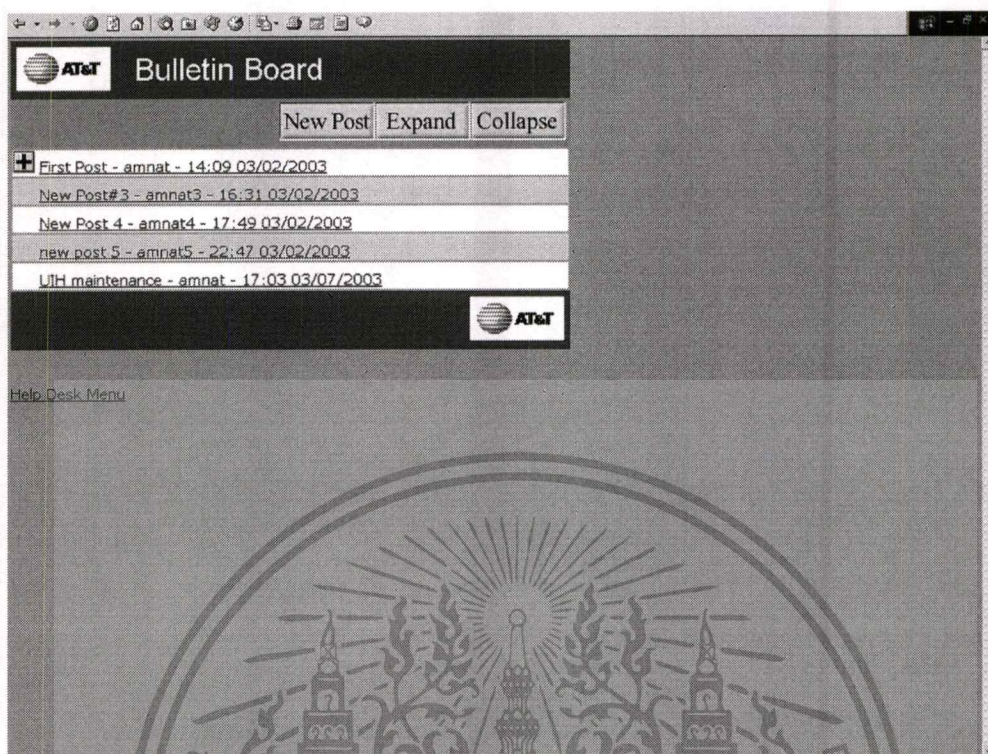 AT&T Bulletin Board
New Post Expand Collapse
First Post - amnat - 14:09 03/02/2003
New Post#3 - amnat3 - 16:31 03/02/2003
New Post 4 - amnat4 - 17:49 03/02/2003
new post 5 - amnat5 - 22:47 03/02/2003
UIH maintenance - amnat - 17:03 03/07/2003
AT&T
Help Desk Menu